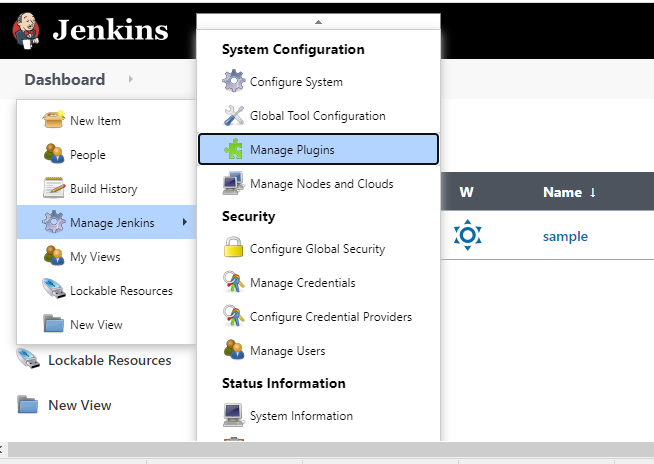 Jenkins
Dashboard
New Item
People
Build History
Manage Jenkins
My Views
Lockable Resources
New View
Lockable Resources
New View
System Configuration
Configure System
Global Tool Configuration
Manage Plugins
Manage Nodes and Clouds
Security
Configure Global Security
Manage Credentials
Configure Credential Providers
Manage Users
Status Information
System Information
W Name ↓
sample